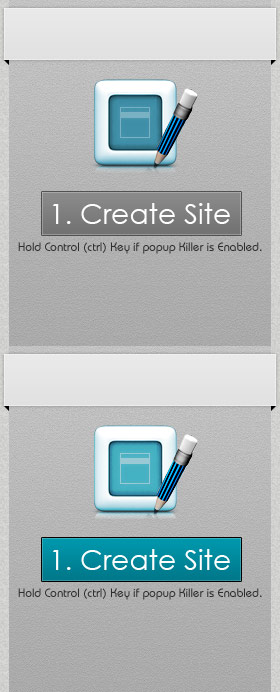 1. Create Site
Hold Control (ctrl) Key if popup Killer is Enabled.
1. Create Site
Hold Control (ctrl) Key if popup Killer is Enabled.